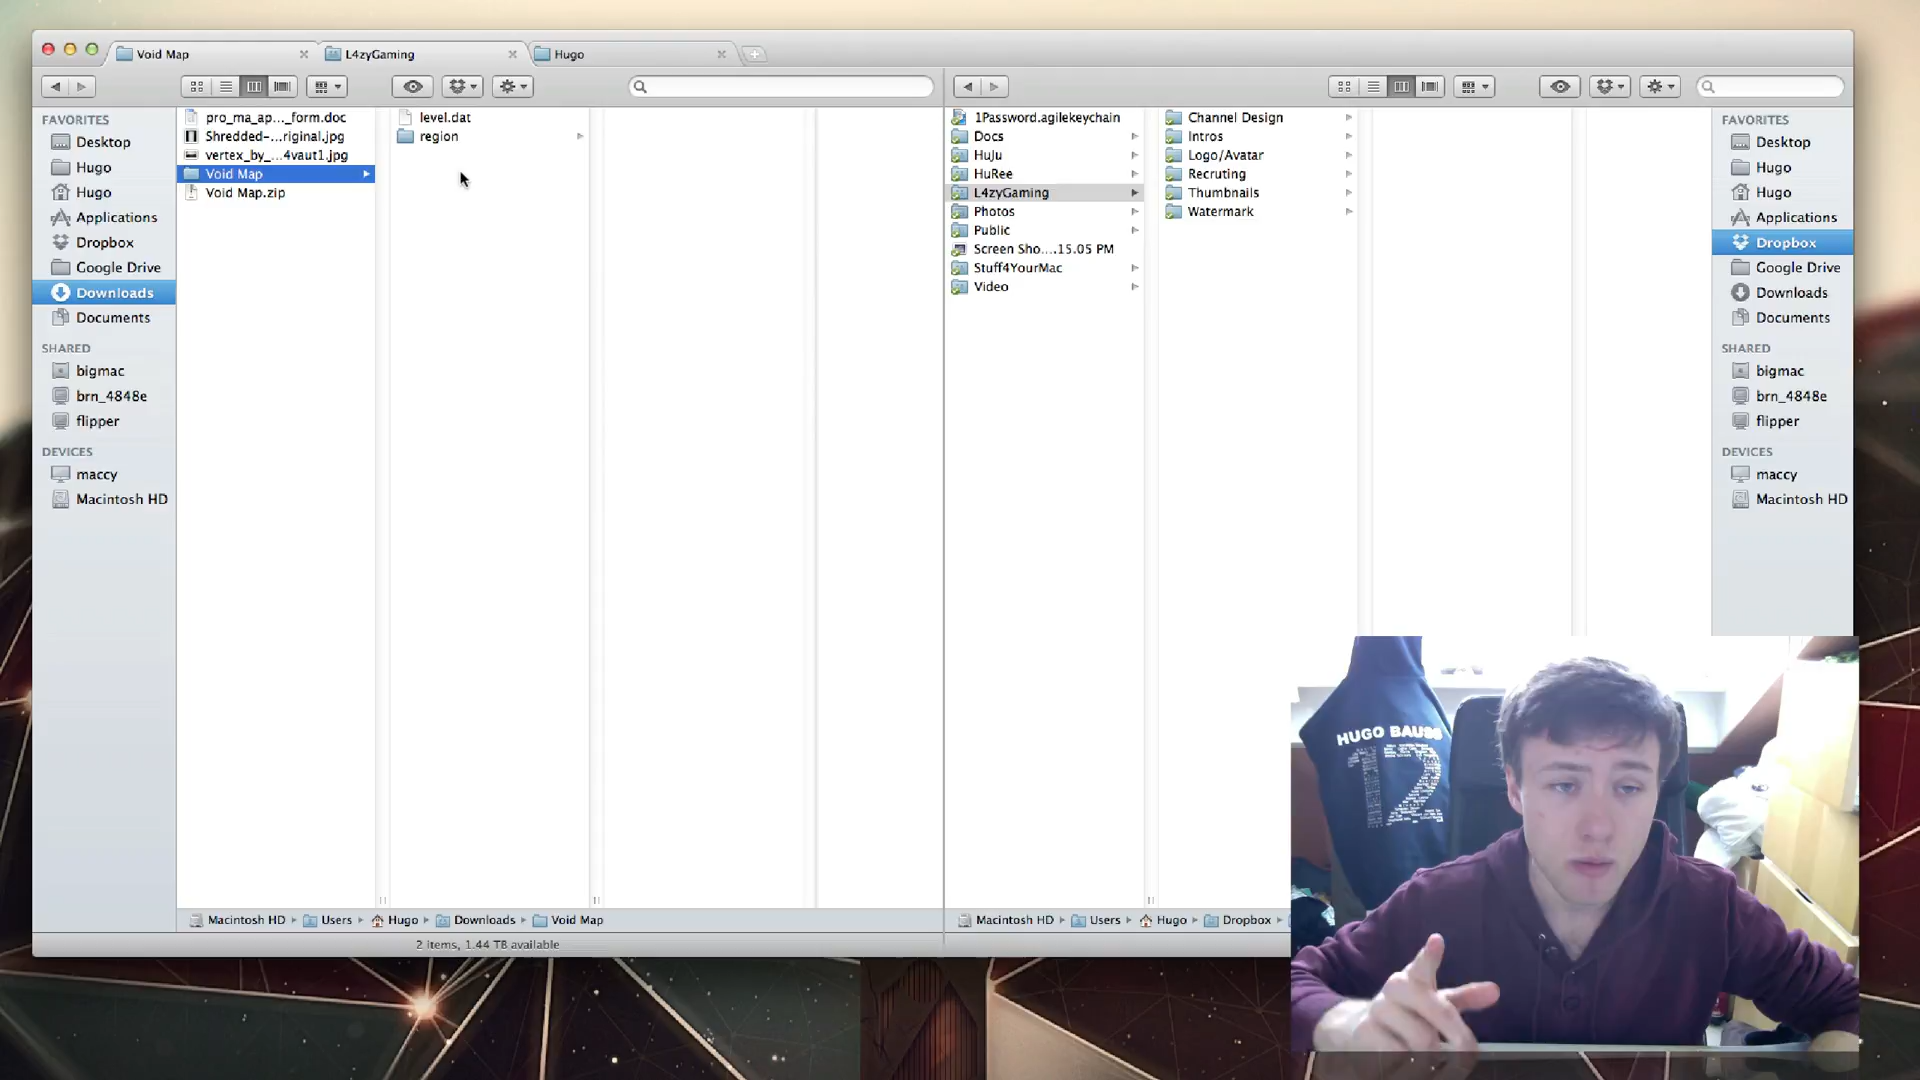 Void Map
L4zyGaming
Hugo
FAVORITES
Desktop
Hugo
Hugo
Applications
Dropbox
Google Drive
Downloads
Documents
SHARED
bigmac
brn_4848e
flipper
DEVICES
maccy
Macintosh HD
pro_ma_ap..._form.doc
Shredded-...riginal.jpg
vertex_by_...4vaut1.jpg
Void Map
Void Map.zip
level.dat
region
Macintosh HD Users Hugo Downloads Void Map
2 items, 1.44 TB available
1Password.agilekeychain
Docs
HuJu
HuRee
L4zyGaming
Photos
Public
Screen Sho....15.05 PM
Stuff4YourMac
Video
Channel Design
Intros
Logo/Avatar
Recruting
Thumbnails
Watermark
Macintosh HD Users Hugo Dropbox
FAVORITES
Desktop
Hugo
Hugo
Applications
Dropbox
Google Drive
Downloads
Documents
SHARED
bigmac
brn_4848e
flipper
DEVICES
maccy
Macintosh HD
HUGO BAUSS
12